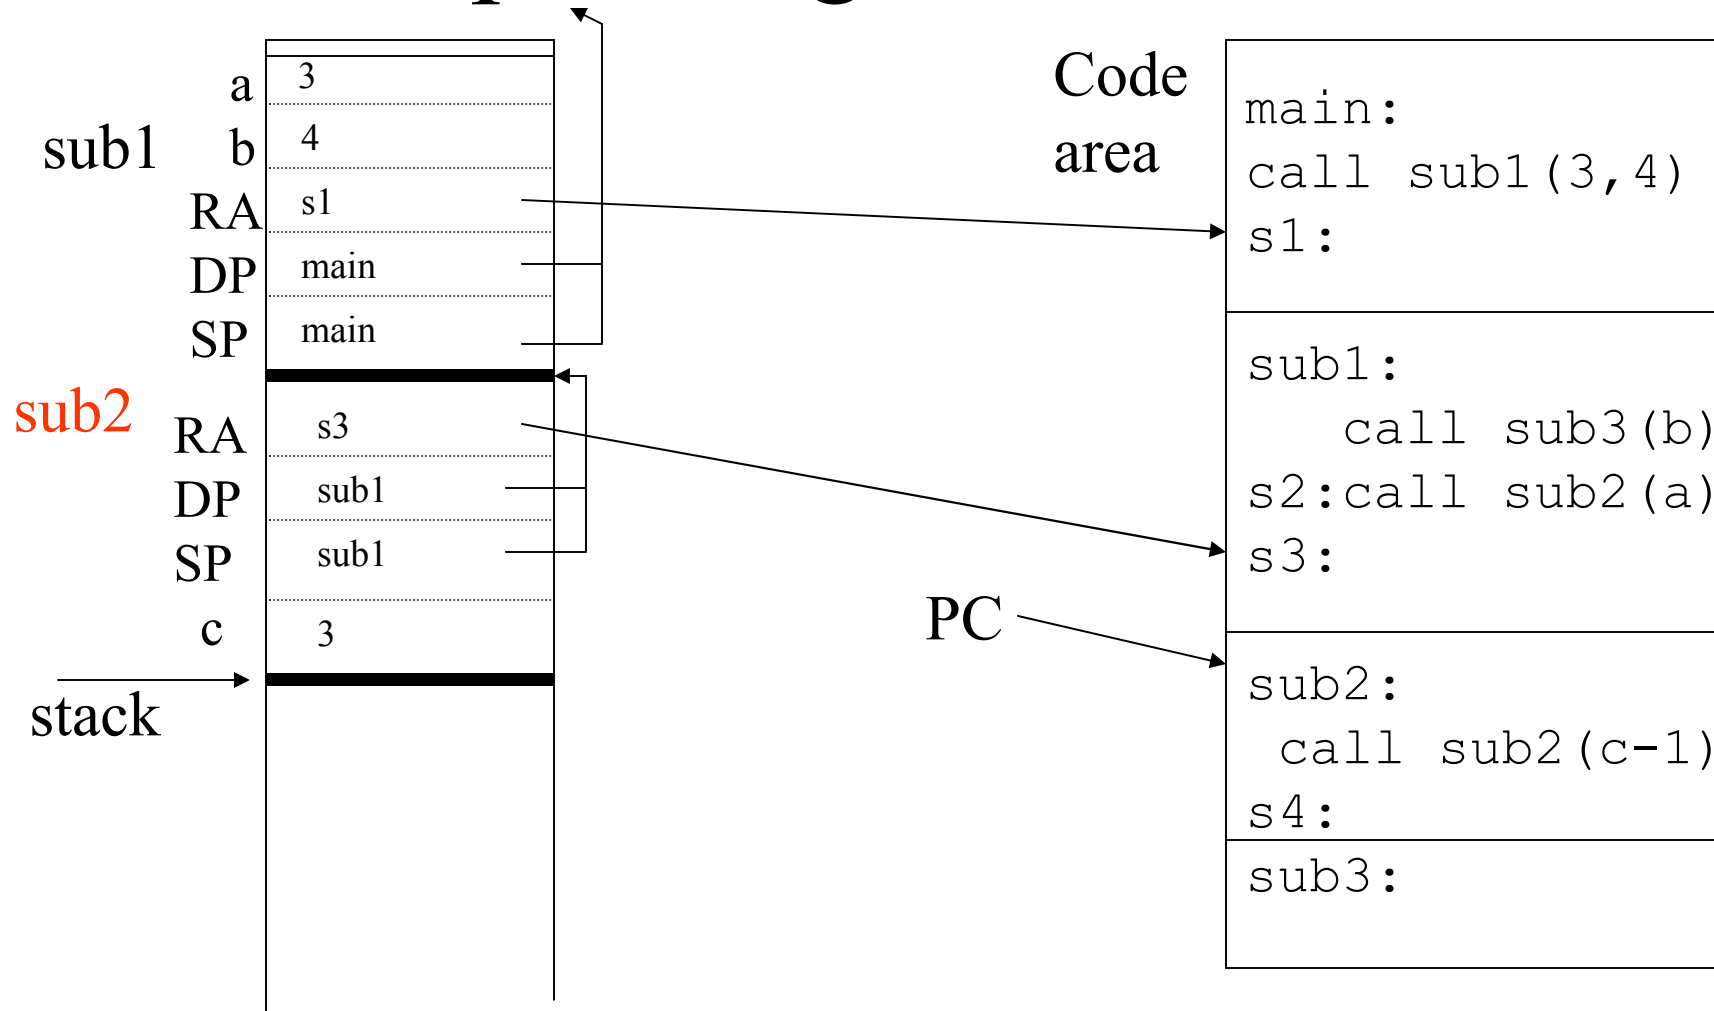 a 3
sub1 b 4
RA s1
DP main
SP main
sub2
RA s3
DP sub1
SP sub1
c 3
stack
Code
area
PC
main:
call sub1(3,4)
s1:
sub1:
call sub3(b)
s2:call sub2(a)
s3:
sub2:
call sub2(c-1)
s4:
sub3: